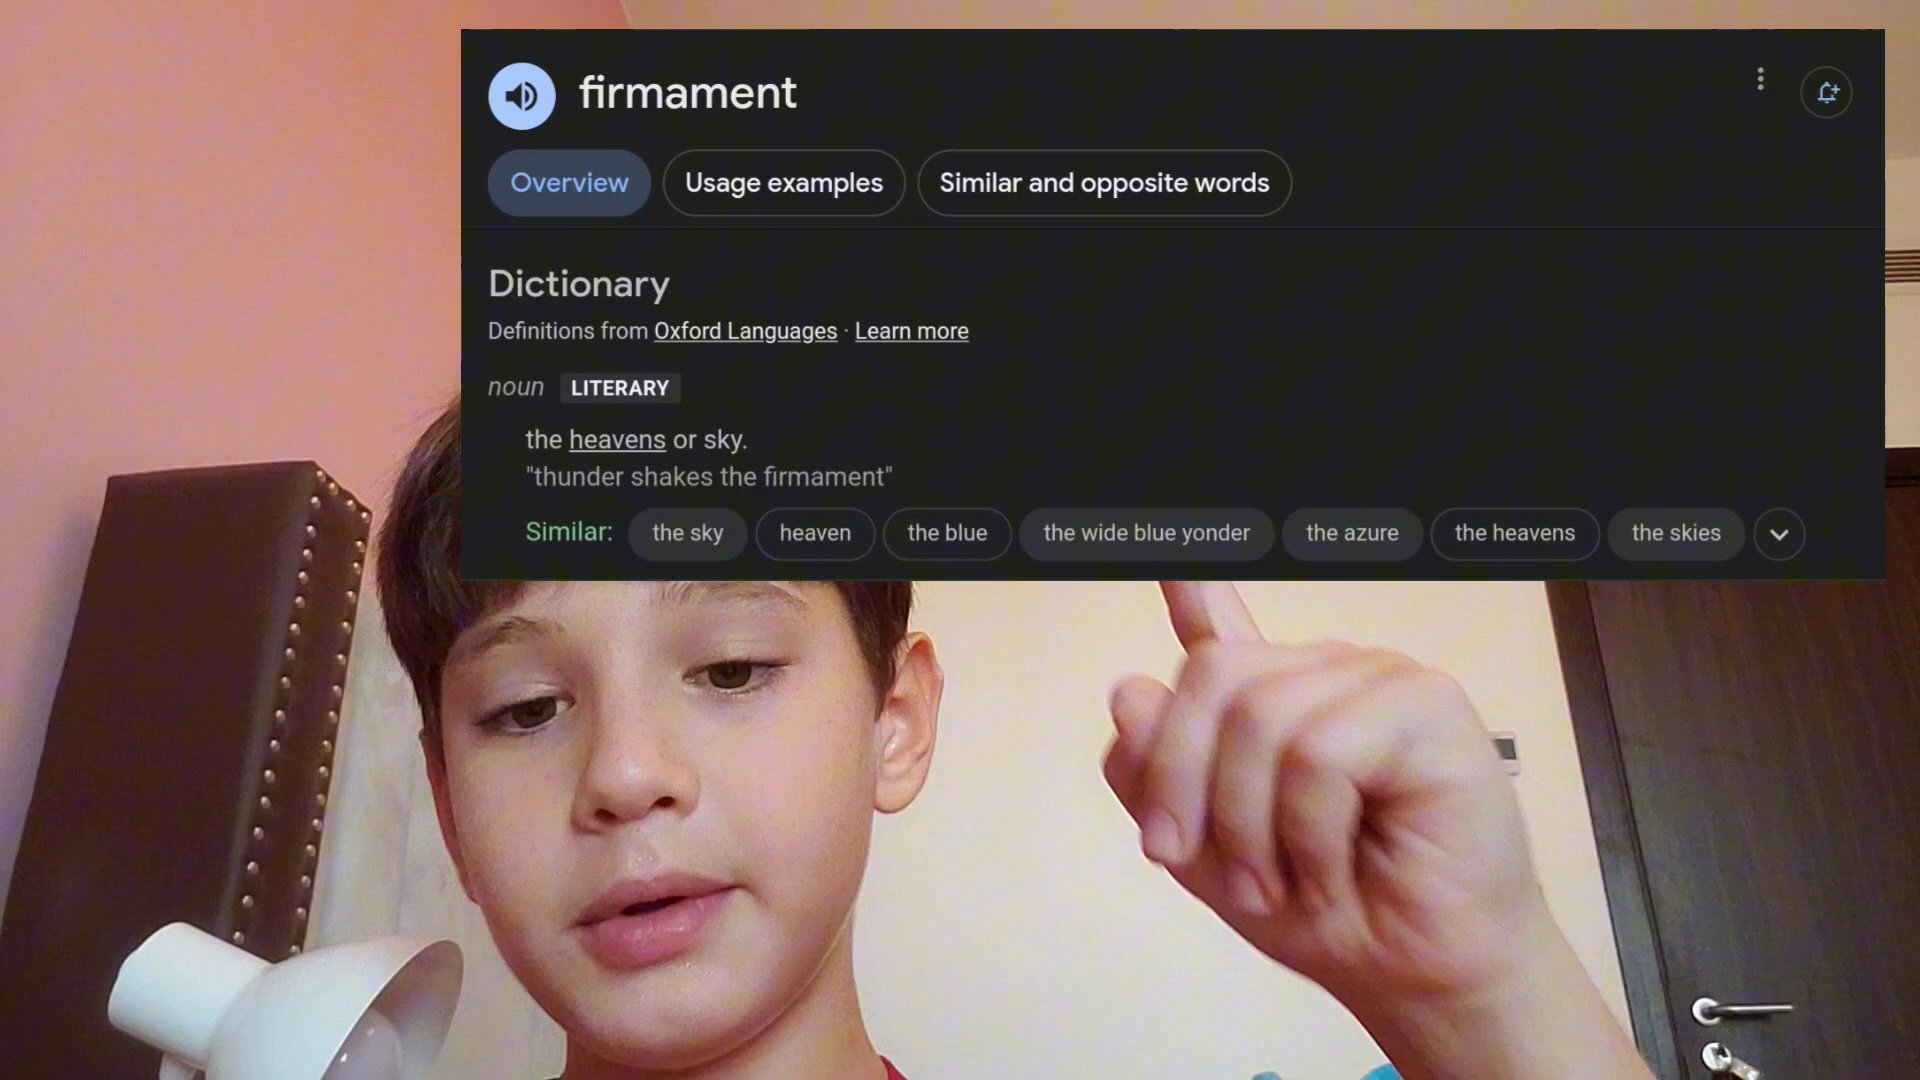 firmament
Overview Usage examples Similar and opposite words
Dictionary
Definitions from Oxford Languages · Learn more
noun LITERARY
the heavens or sky.
"thunder shakes the firmament"
Similar: the sky heaven the blue the wide blue yonder the azure the heavens the skies